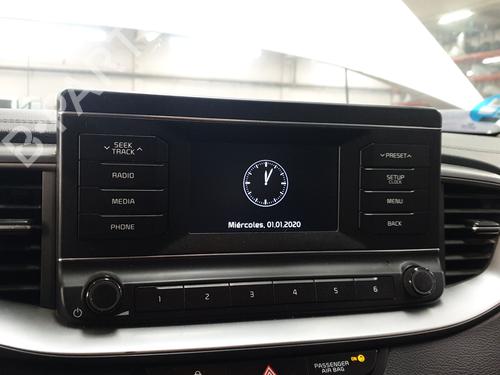 SEEK
TRACK
RADIO
MEDIA
PHONE
PRESET
SETUP
CLOCK
MENU
BACK
Miércoles, 01.01.2020
1 2 3 4 5 6
PASSENGER
AIR BAG
ON